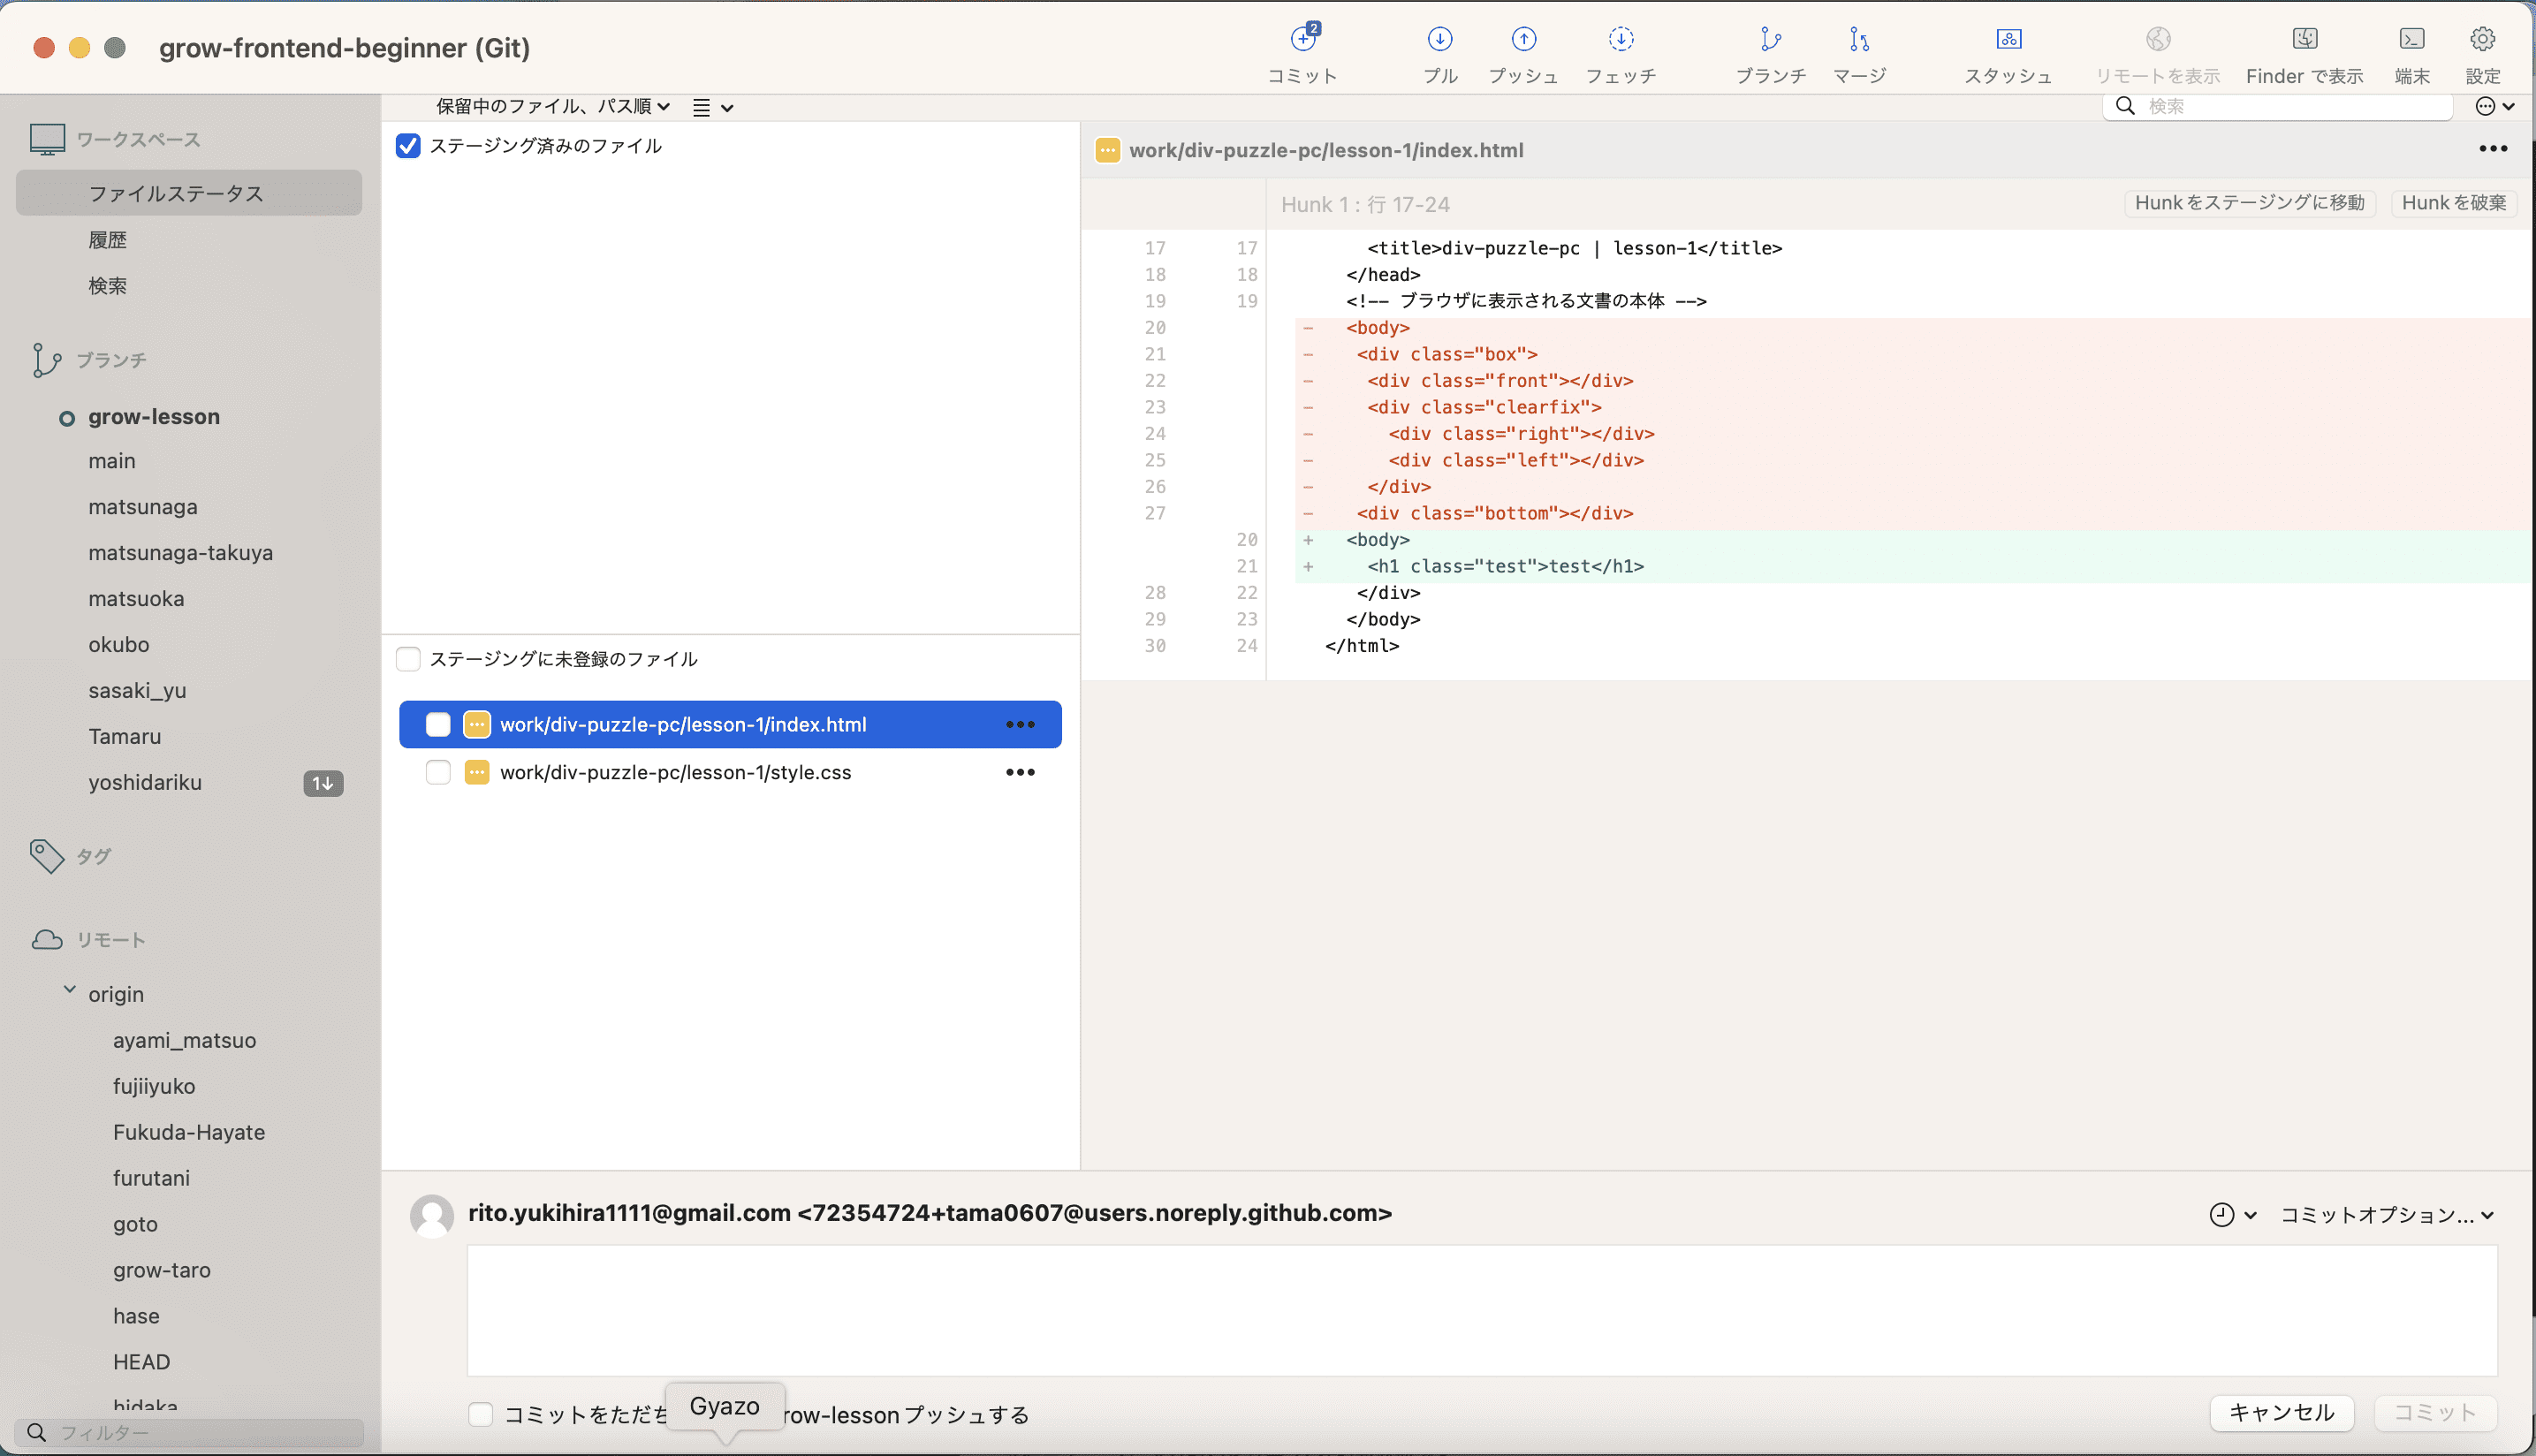 grow-frontend-beginner (Git)
2
コミット
プル
プッシュ
フェッチ
ブランチ
マージ
スタッシュ
リモートを表示
Finder で表示
端末
設定
ワークスペース
ファイルステータス
履歴
検索
ブランチ
grow-lesson
main
matsunaga
matsunaga-takuya
matsuoka
okubo
sasaki_yu
Tamaru
yoshidariku
1↓
タグ
リモート
origin
ayami_matsuo
fujiiyuko
Fukuda-Hayate
furutani
goto
grow-taro
hase
HEAD
hidaka
フィルター
保留中のファイル、パス順
検索
ステージング済みのファイル
ステージングに未登録のファイル
work/div-puzzle-pc/lesson-1/index.html
work/div-puzzle-pc/lesson-1/style.css
work/div-puzzle-pc/lesson-1/index.html
Hunk 1 : 行 17-24
Hunk をステージングに移動
Hunk を破棄
17 17 <title>div-puzzle-pc | lesson-1</title>
18 18 </head>
19 19 <!-- ブラウザに表示される文書の本体 -->
20 - <body>
21 - <div class="box">
22 - <div class="front"></div>
23 - <div class="clearfix">
24 - <div class="right"></div>
25 - <div class="left"></div>
26 - </div>
27 - <div class="bottom"></div>
20 + <body>
21 + <h1 class="test">test</h1>
28 22 </div>
29 23 </body>
30 24 </html>
rito.yukihira1111@gmail.com <72354724+tama0607@users.noreply.github.com>
コミットオプション...
コミットをただち
Gyazo
row-lesson プッシュする
キャンセル
コミット